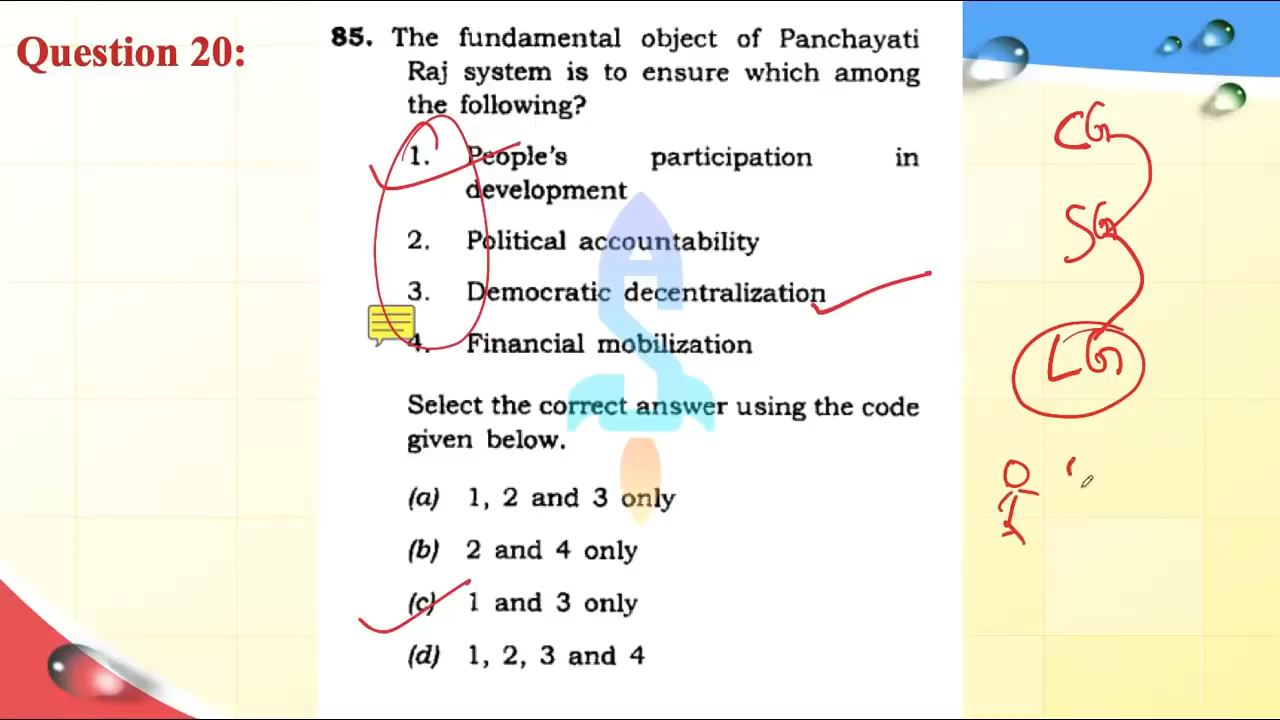 Question 20:
85. The fundamental object of Panchayati
Raj system is to ensure which among
the following?
1. People's participation in
development
2. Political accountability
3. Democratic decentralization
4. Financial mobilization
Select the correct answer using the code
given below.
(a) 1, 2 and 3 only
(b) 2 and 4 only
(c) 1 and 3 only
(d) 1, 2, 3 and 4
CG
SG
LG